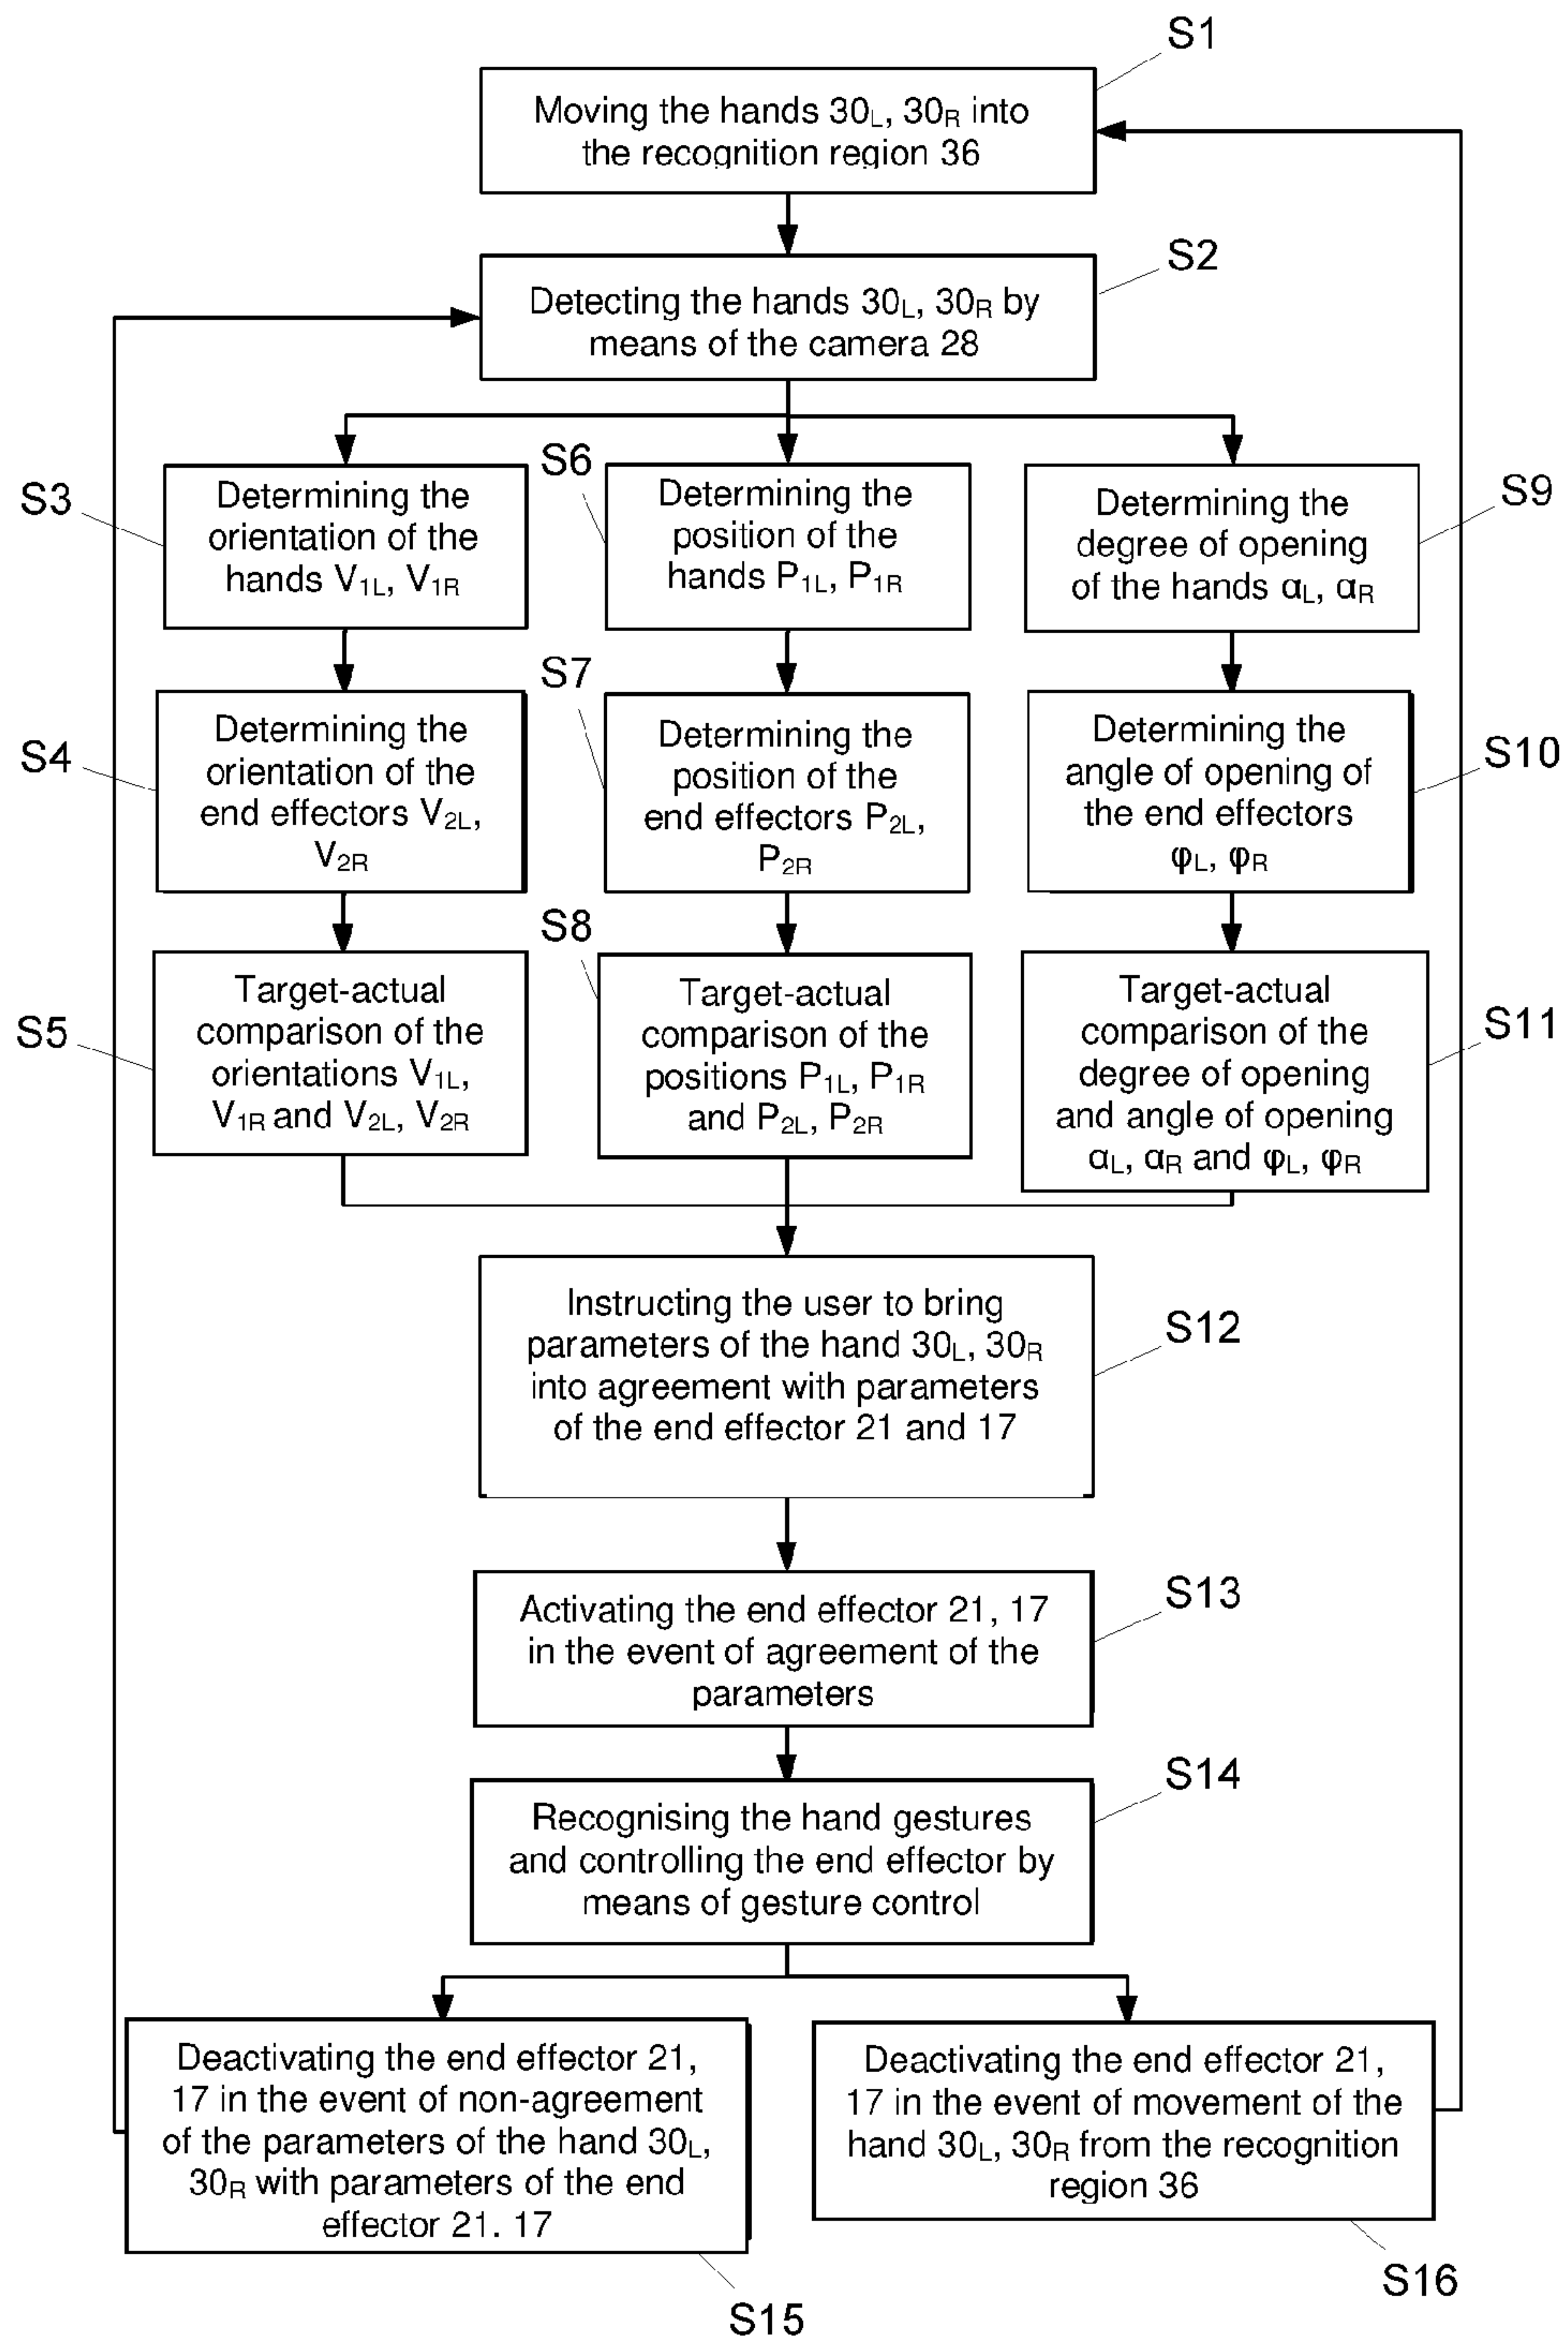 S1
Moving the hands 30L, 30R into
the recognition region 36
S2
Detecting the hands 30L, 30R by
means of the camera 28
S3
Determining the
orientation of the
hands V1L, V1R
S6
Determining the
position of the
hands P1L, P1R
S9
Determining the
degree of opening
of the hands αL, αR
S4
Determining the
orientation of the
end effectors V2L,
V2R
S7
Determining the
position of the
end effectors P2L,
P2R
S10
Determining the
angle of opening of
the end effectors
φL, φR
S5
Target-actual
comparison of the
orientations V1L,
V1R and V2L, V2R
S8
Target-actual
comparison of the
positions P1L, P1R
and P2L, P2R
S11
Target-actual
comparison of the
degree of opening
and angle of opening
αL, αR and φL, φR
S12
Instructing the user to bring
parameters of the hand 30L, 30R
into agreement with parameters
of the end effector 21 and 17
S13
Activating the end effector 21, 17
in the event of agreement of the
parameters
S14
Recognising the hand gestures
and controlling the end effector by
means of gesture control
Deactivating the end effector 21,
17 in the event of non-agreement
of the parameters of the hand 30L,
30R with parameters of the end
effector 21. 17
S15
Deactivating the end effector 21,
17 in the event of movement of the
hand 30L, 30R from the recognition
region 36
S16